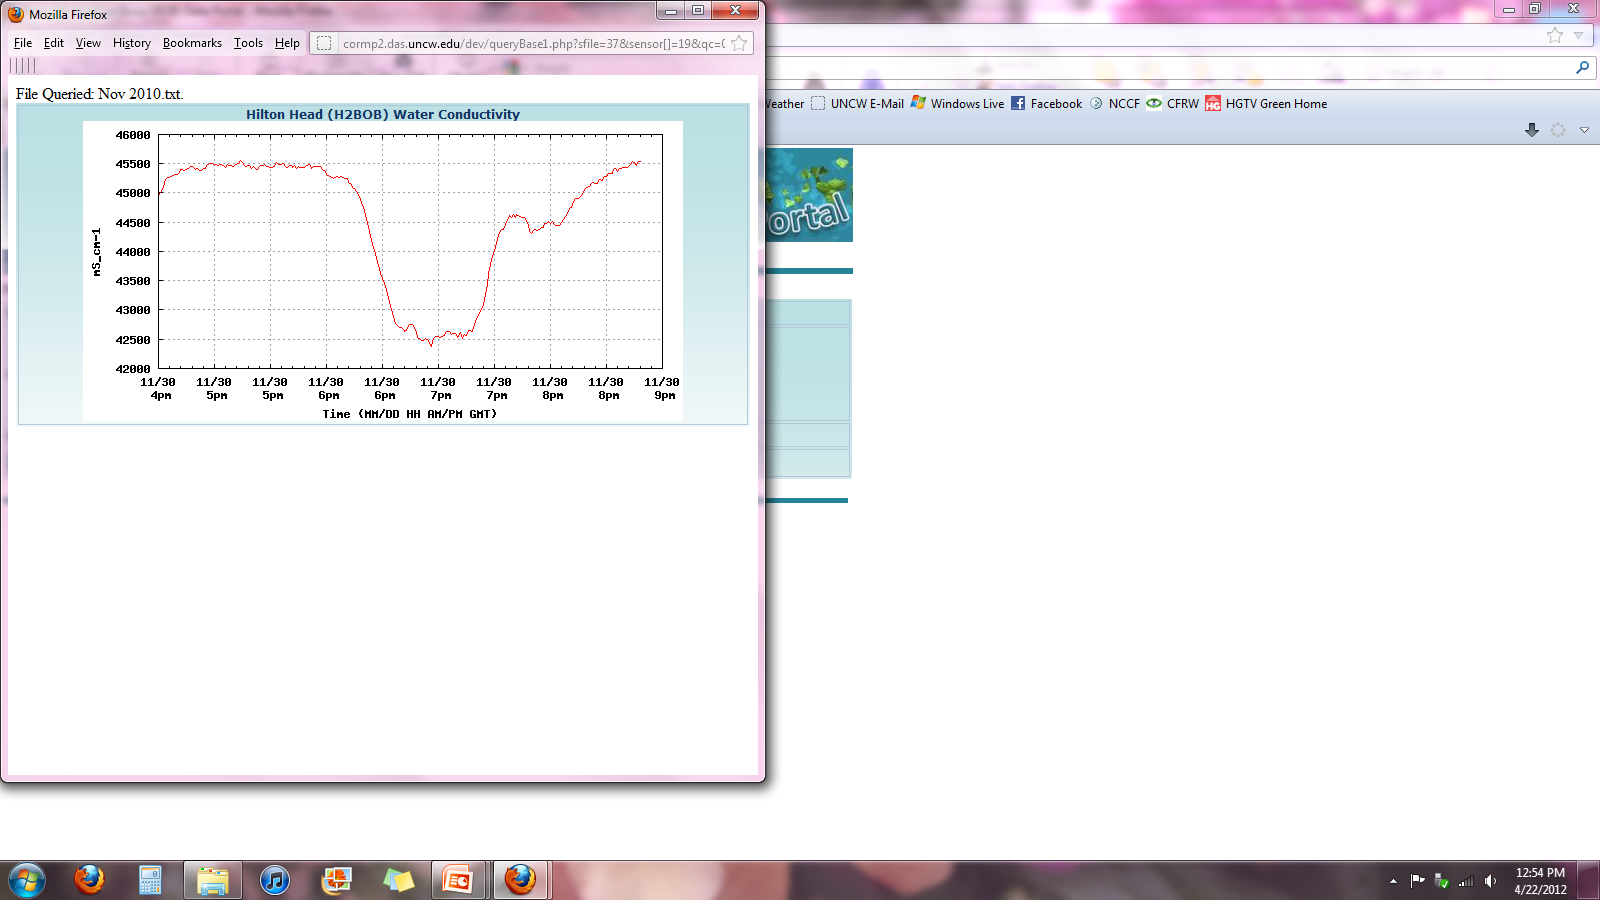 Mozilla Firefox
File Edit View History Bookmarks Tools Help
cormp2.das.uncw.edu/dev/queryBase1.php?sfile=37&sensor[]=19&qc=
File Queried: Nov 2010.txt.
Hilton Head (H2BOB) Water Conductivity
46000
45500
45000
44500
44000
43500
43000
42500
42000
mS_cm-1
11/30 11/30 11/30 11/30 11/30 11/30 11/30 11/30 11/30 11/30
4pm 5pm 5pm 6pm 6pm 7pm 7pm 8pm 8pm 9pm
Time (MM/DD HH AM/PM GMT)
eather UNCW E-Mail Windows Live Facebook NCCF CFRW HGTV Green Home
ortal
12:54 PM
4/22/2012